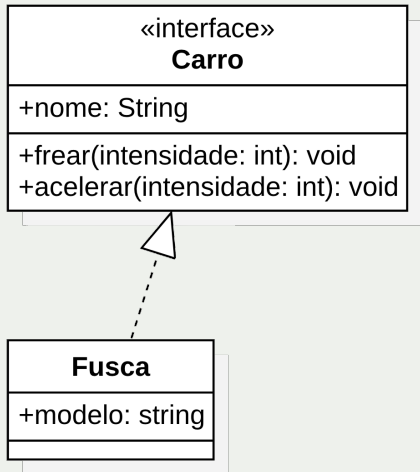 «interface»
Carro
+nome: String
+frear(intensidade: int): void
+acelerar(intensidade: int): void
Fusca
+modelo: string